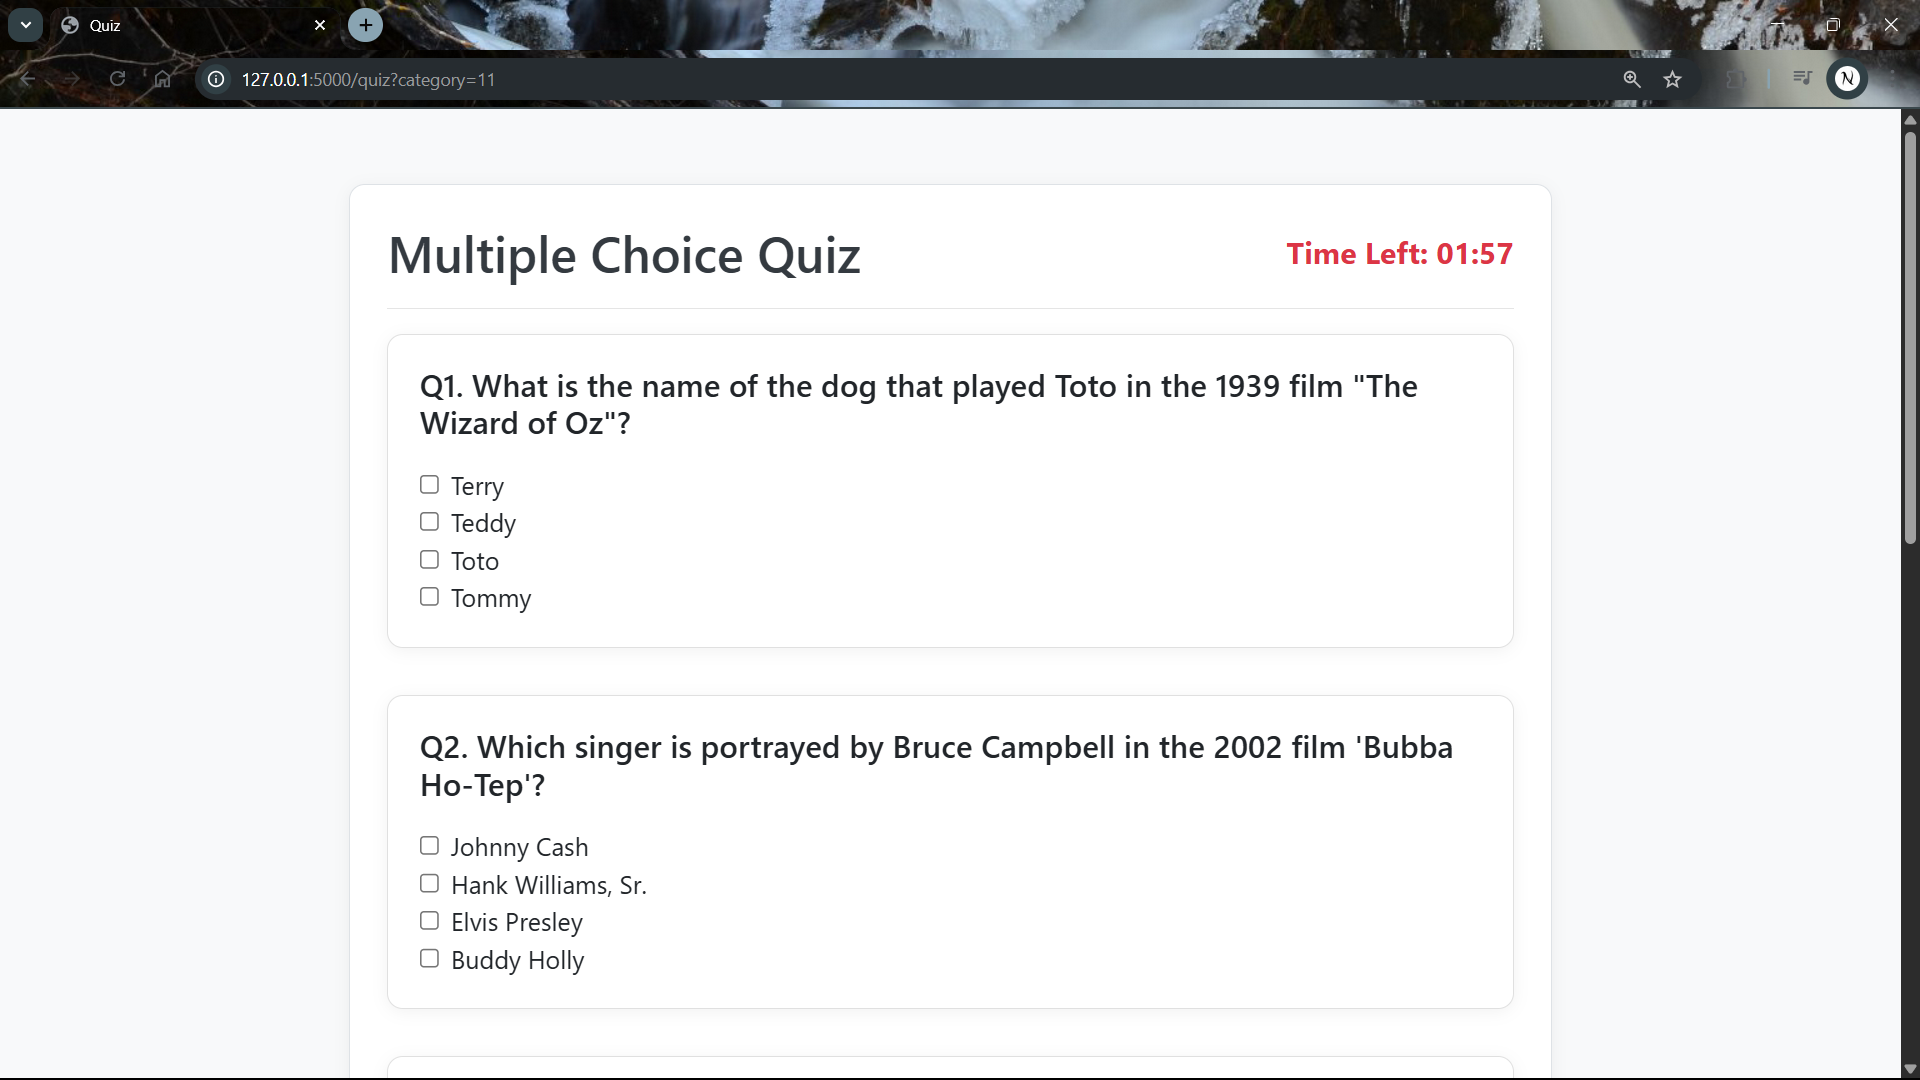 Quiz
127.0.0.1:5000/quiz?category=11
N
Multiple Choice Quiz
Time Left: 01:57
Q1. What is the name of the dog that played Toto in the 1939 film "The
Wizard of Oz"?
Terry
Teddy
Toto
Tommy
Q2. Which singer is portrayed by Bruce Campbell in the 2002 film 'Bubba
Ho-Tep'?
Johnny Cash
Hank Williams, Sr.
Elvis Presley
Buddy Holly